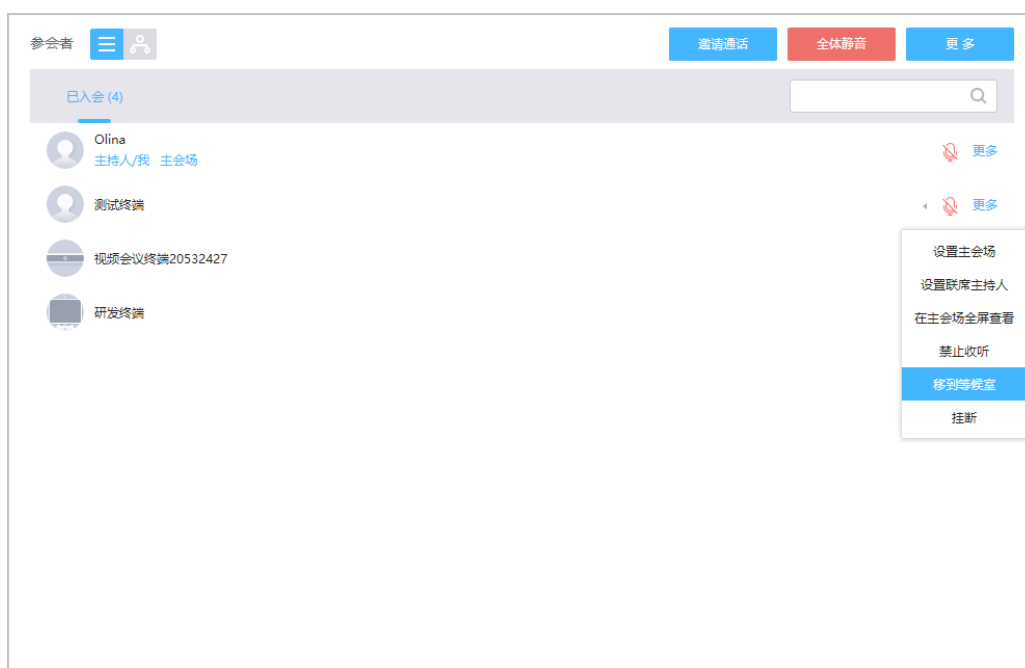 参会者
邀请通话
全体静音
更多
已入会 (4)
Olina
主持人/我 主会场
更多
测试终端
更多
视频会议终端20532427
研发终端
设置主会场
设置联席主持人
在主会场全屏查看
禁止收听
移到等候室
挂断